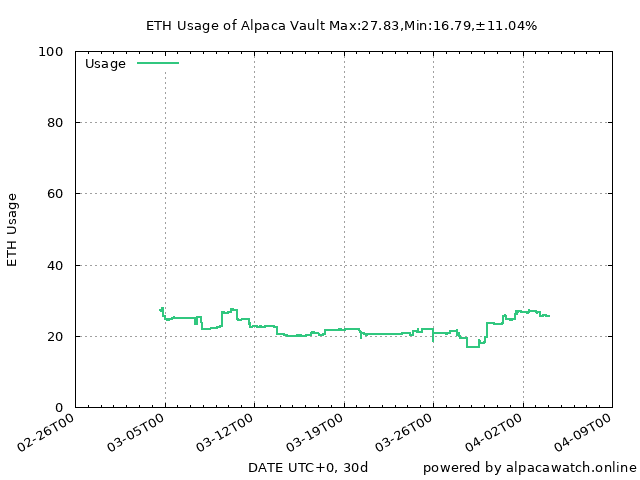 ETH Usage of Alpaca Vault Max:27.83,Min:16.79,±11.04%
Usage
100
80
60
40
20
0
ETH Usage
02-26T00
03-05T00
03-12T00
03-19T00
03-26T00
04-02T00
04-09T00
DATE UTC+0, 30d
powered by alpacawatch.online